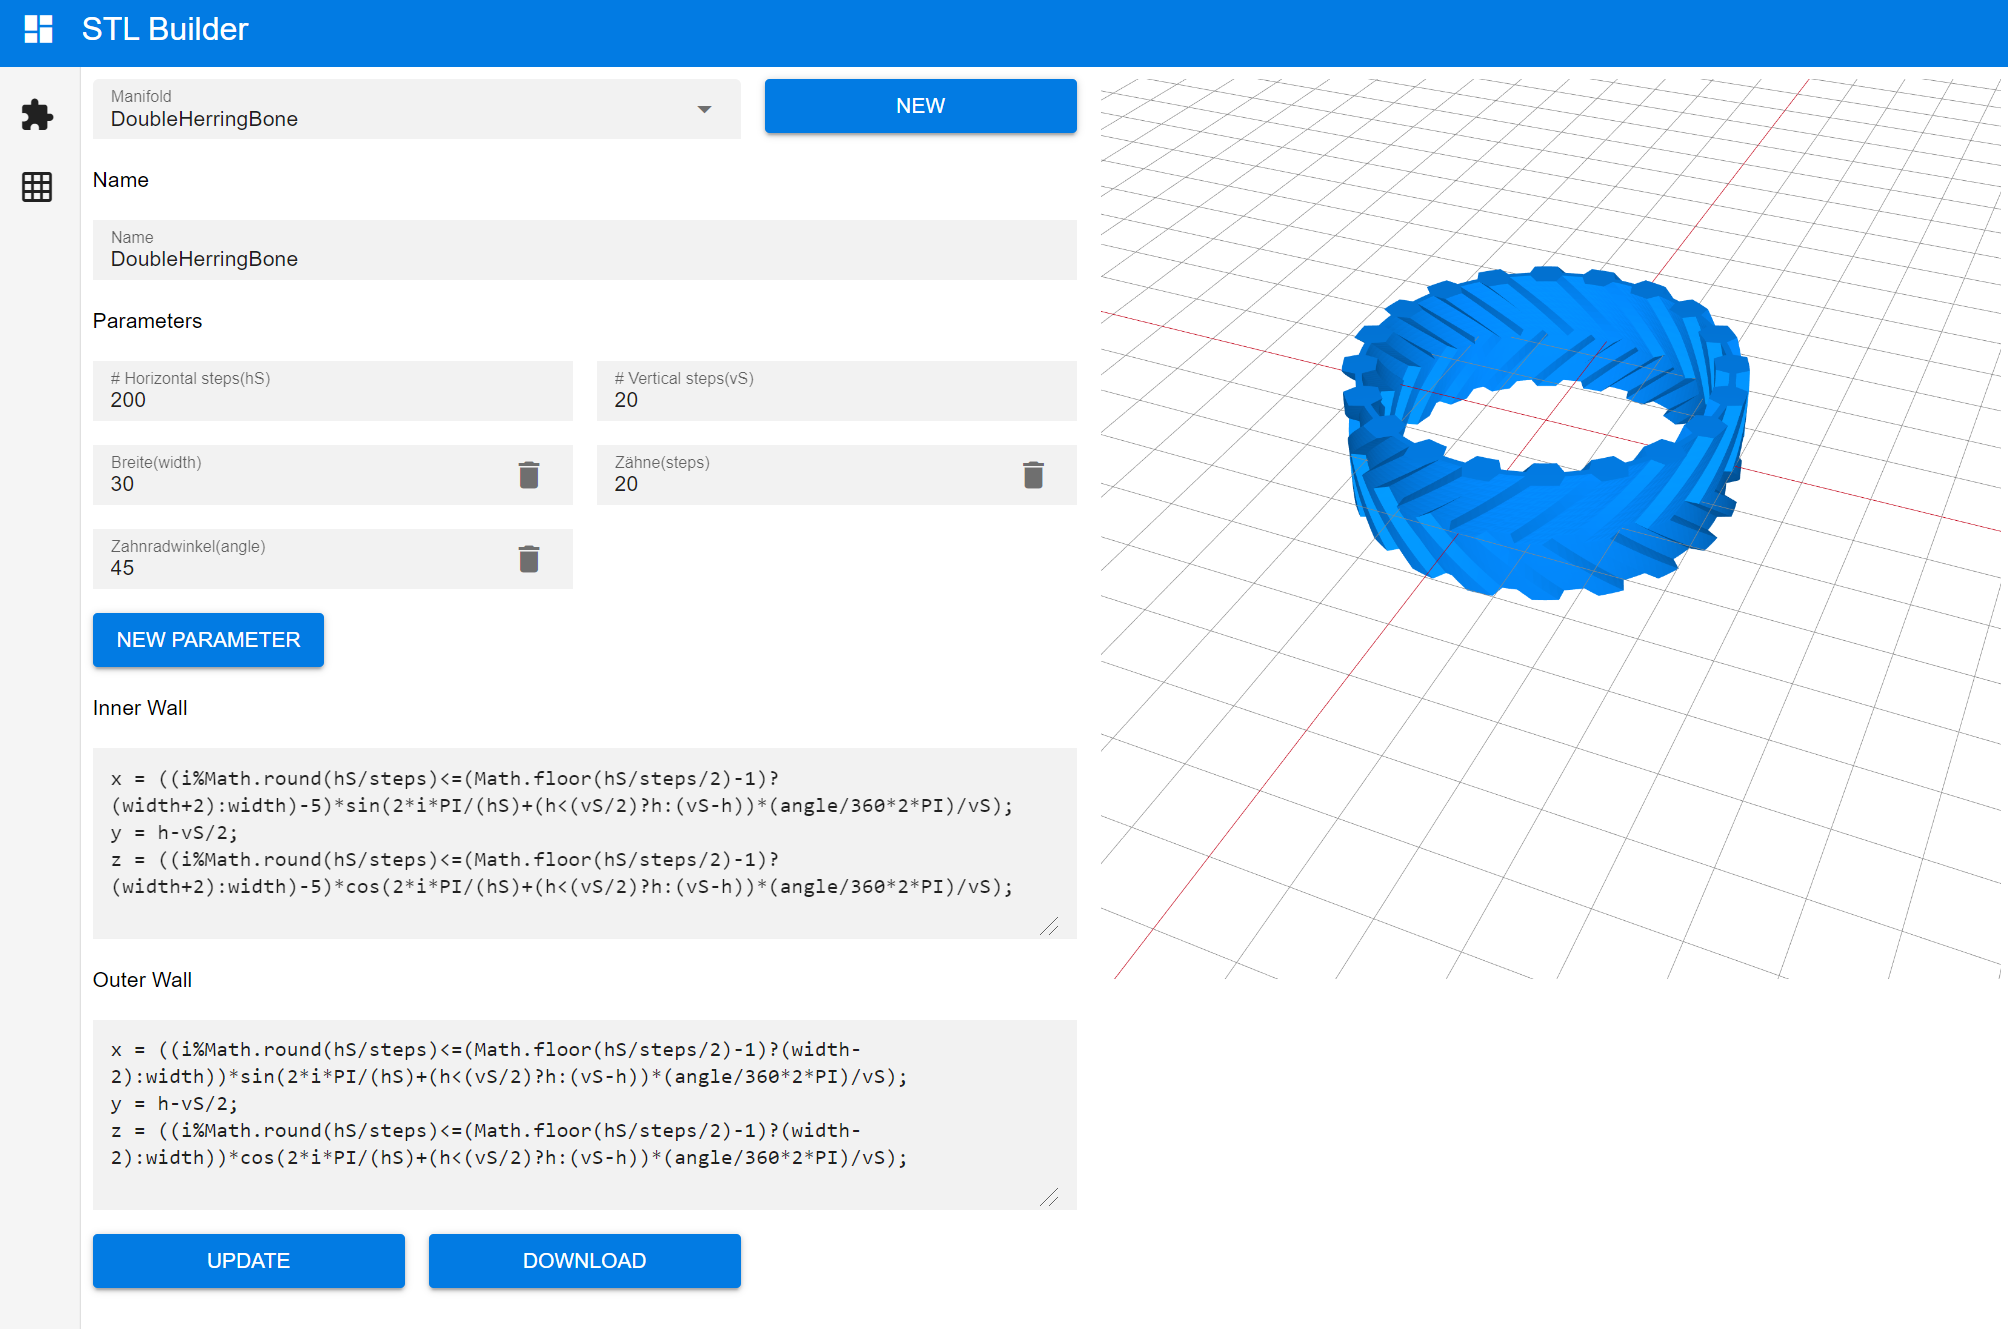 STL Builder
Manifold
DoubleHerringBone
NEW
Name
Name
DoubleHerringBone
Parameters
# Horizontal steps(hS)
200
# Vertical steps(vS)
20
Breite(width)
30
Zähne(steps)
20
Zahnradwinkel(angle)
45
NEW PARAMETER
Inner Wall
x = ((i%Math.round(hS/steps)<=(Math.floor(hS/steps/2)-1)?
(width+2):width)-5)*sin(2*i*PI/(hS)+(h<(vS/2)?h:(vS-h))*(angle/360*2*PI)/vS);
y = h-vS/2;
z = ((i%Math.round(hS/steps)<=(Math.floor(hS/steps/2)-1)?
(width+2):width)-5)*cos(2*i*PI/(hS)+(h<(vS/2)?h:(vS-h))*(angle/360*2*PI)/vS);
Outer Wall
x = ((i%Math.round(hS/steps)<=(Math.floor(hS/steps/2)-1)?(width-
2):width))*sin(2*i*PI/(hS)+(h<(vS/2)?h:(vS-h))*(angle/360*2*PI)/vS);
y = h-vS/2;
z = ((i%Math.round(hS/steps)<=(Math.floor(hS/steps/2)-1)?(width-
2):width))*cos(2*i*PI/(hS)+(h<(vS/2)?h:(vS-h))*(angle/360*2*PI)/vS);
UPDATE
DOWNLOAD